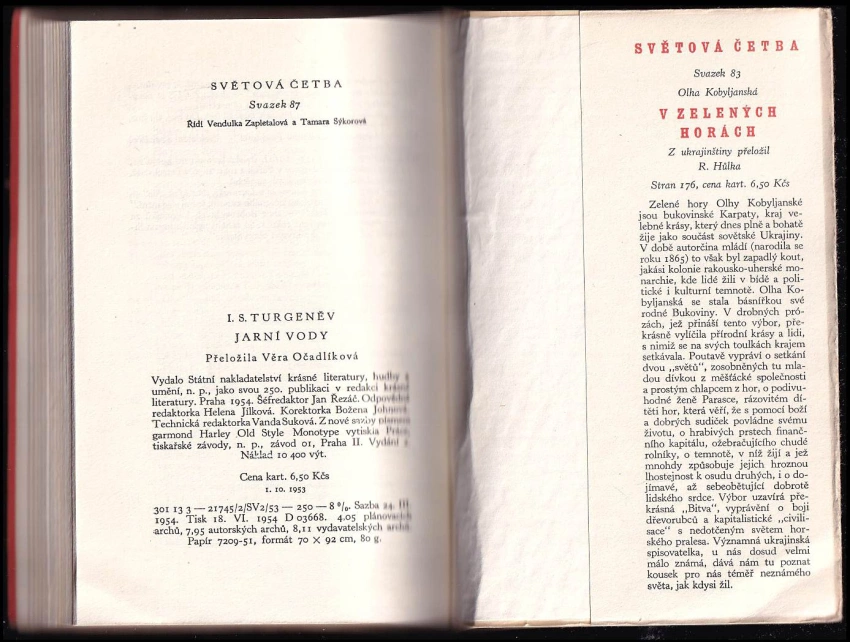 SVĚTOVÁ ČETBA
Svazek 87
Řídí Vendulka Zapletalová a Tamara Sýkorová
I. S. TURGENĚV
JARNÍ VODY
Přeložila Věra Očadlíková
Vydalo Státní nakladatelství krásné literatury, hudby a
umění, n. p., jako svou 250. publikaci v redakci krásné
literatury. Praha 1954. Šéfredaktor Jan Řezáč. Odpovědná
redaktorka Helena Jílková. Korektorka Božena Johnová.
Technická redaktorka Vanda Suková. Z nové sazby písmem
garmond Harley Old Style Monotype vytiskla Práce,
tiskařské závody, n. p., závod 01, Praha II. Vydání 1.
Náklad 10 400 výt.
Cena kart. 6,50 Kčs
1. 10. 1953
301 13 3 — 21745/2/SV2/53 — 250 — 8 %. Sazba 24. III.
1954. Tisk 18. VI. 1954 D 03668. 4.05 plánovacích
archů, 7,95 autorských archů, 8,11 vydavatelských archů.
Papír 7209-51, formát 70 × 92 cm, 80 g.
SVĚTOVÁ ČETBA
Svazek 83
Olha Kobyljanská
V ZELENÝCH
HORÁCH
Z ukrajinštiny přeložil
R. Hůlka
Stran 176, cena kart. 6,50 Kčs
Zelené hory Olhy Kobyljanské
jsou bukovinské Karpaty, kraj ve-
lebné krásy, který dnes plně a bohatě
žije jako součást sovětské Ukrajiny.
V době autorčina mládí (narodila se
roku 1865) to však byl zapadlý kout,
jakási kolonie rakousko-uherské mo-
narchie, kde lidé žili v bídě a poli-
tické i kulturní temnotě. Olha Ko-
byljanská se stala básnířkou své
rodné Bukoviny. V drobných pró-
zách, jež přináší tento výbor, pře-
krásně vylíčila přírodní krásy a lidi,
s nimiž se na svých toulkách krajem
setkávala. Poutavě vypráví o setkání
dvou „světů“, zosobněných tu mla-
dou dívkou z měšťácké společnosti
a prostým chlapcem z hor, o podivu-
hodné ženě Parasce, rázovitém dí-
těti hor, která věří, že s pomocí boží
a dobrých sudiček povládne svému
životu, o hrabivých prstech finanč-
ního kapitálu, ožebračujícího chudé
rolníky, o temnotě, v níž žijí a jež
mnohdy způsobuje jejich hroznou
lhostejnost k osudu druhých, i o do-
jímavé, až sebeobětující dobrotě
lidského srdce. Výbor uzavírá pře-
krásná „Bitva“, vyprávění o boji
dřevorubců a kapitalistické „civili-
sace“ s nedotčeným světem hor-
ského pralesa. Významná ukrajinská
spisovatelka, u nás dosud velmi
málo známá, dává nám tu poznat
kousek pro nás téměř neznámého
světa, jak kdysi žil.